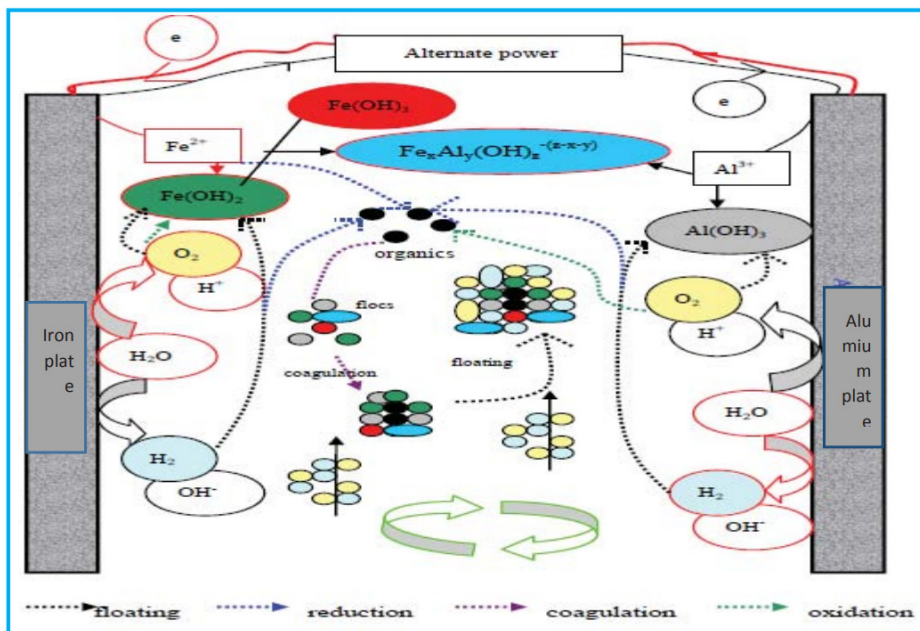 e
Alternate power
e
Fe(OH)₃
Fe²⁺
FeₓAlᵧ(OH)𝓏⁻⁽ᶻ⁻ˣ⁻ʸ⁾
Al³⁺
Fe(OH)₂
Al(OH)₃
organics
O₂
H⁺
O₂
H⁺
Iron
plat
e
Alu
miu
m
plat
e
flocs
H₂O
coagulation
floating
H₂O
H₂
OH⁻
H₂
OH⁻
floating
reduction
coagulation
oxidation